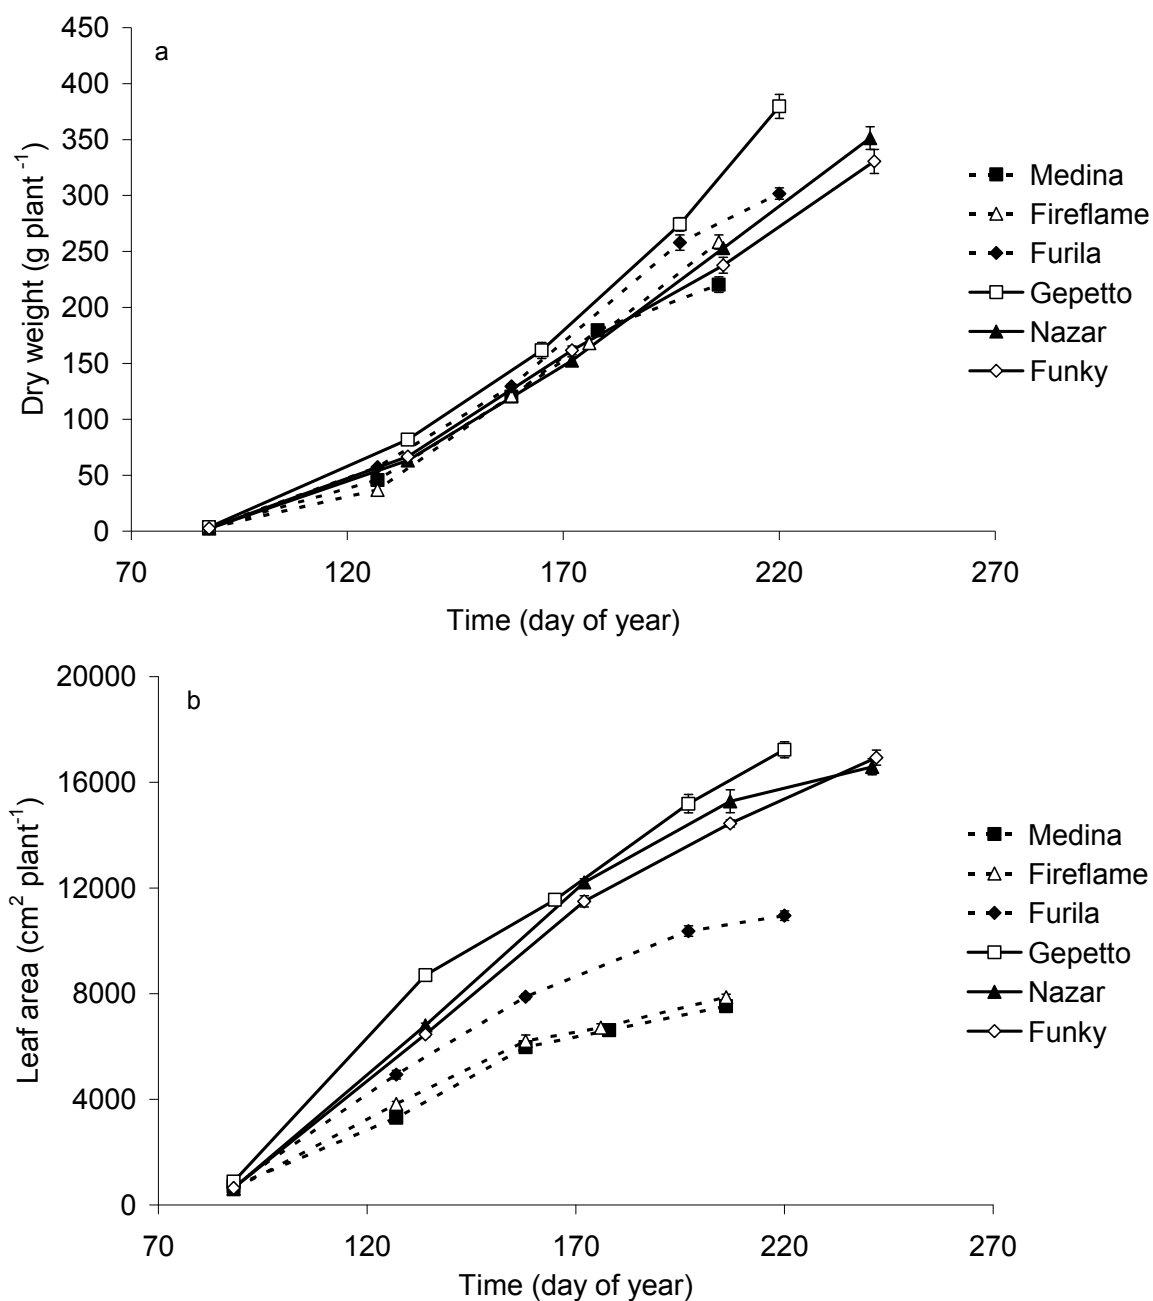 a
450
400
350
300
250
200
150
100
50
0
Dry weight (g plant⁻¹)
70 120 170 220 270
Time (day of year)
Medina
Fireflame
Furila
Gepetto
Nazar
Funky
b
20000
16000
12000
8000
4000
0
Leaf area (cm² plant⁻¹)
70 120 170 220 270
Time (day of year)
Medina
Fireflame
Furila
Gepetto
Nazar
Funky